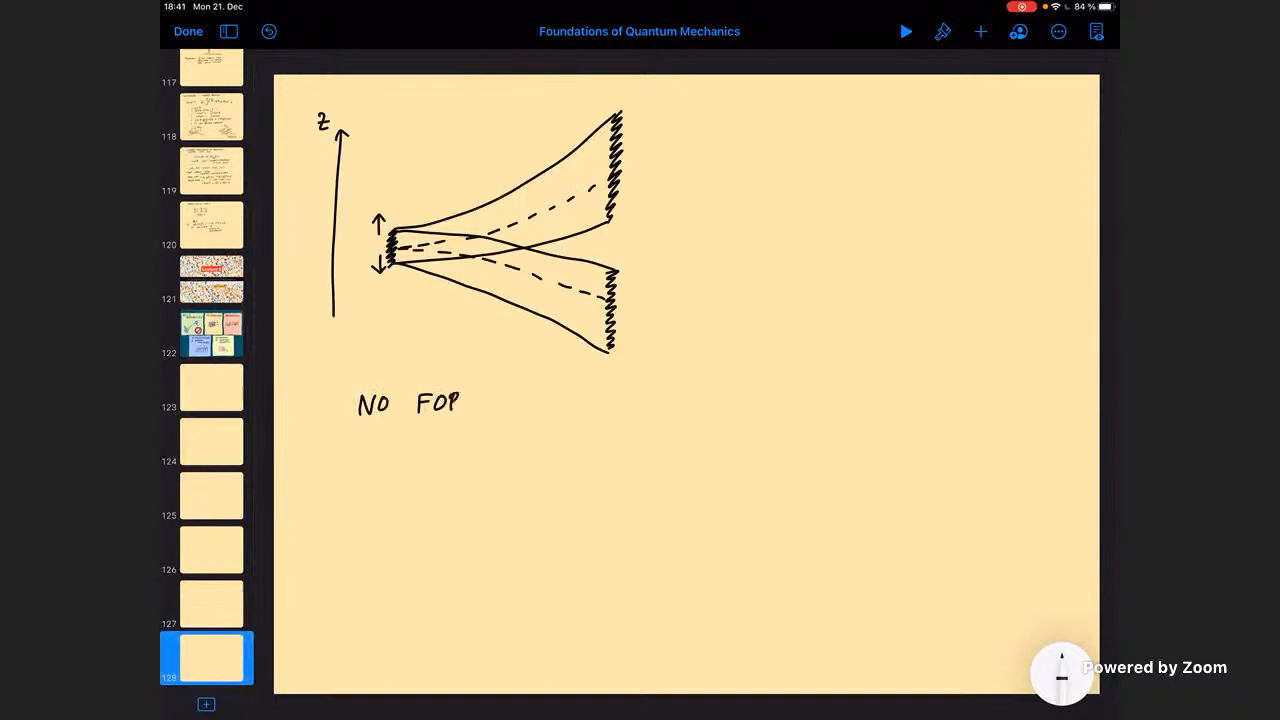 18:41 Mon 21. Dec
84 %
Done
Foundations of Quantum Mechanics
117
118
119
120
121
122
123
124
125
126
127
128
z
NO FOP
Powered by Zoom